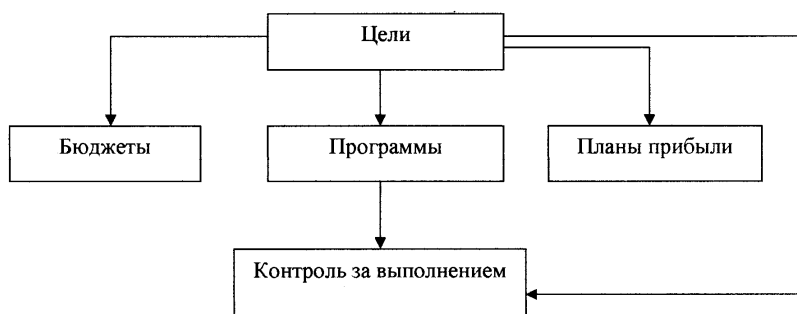 Цели
Бюджеты
Программы
Планы прибыли
Контроль за выполнением